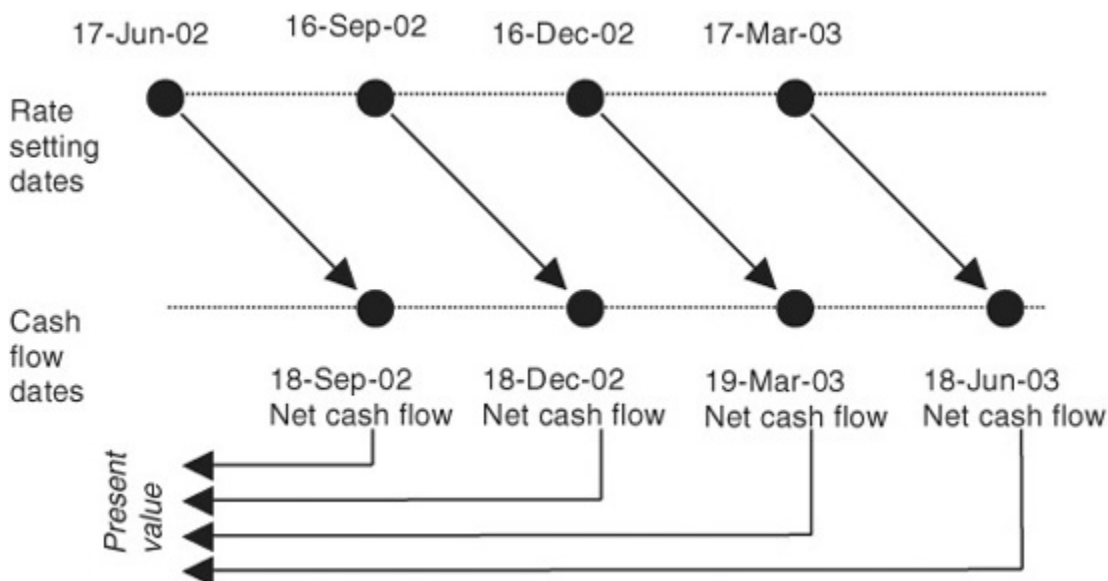 17-Jun-02 16-Sep-02 16-Dec-02 17-Mar-03
Rate
setting
dates
Cash
flow
dates
18-Sep-02 18-Dec-02 19-Mar-03 18-Jun-03
Net cash flow Net cash flow Net cash flow Net cash flow
Present
value